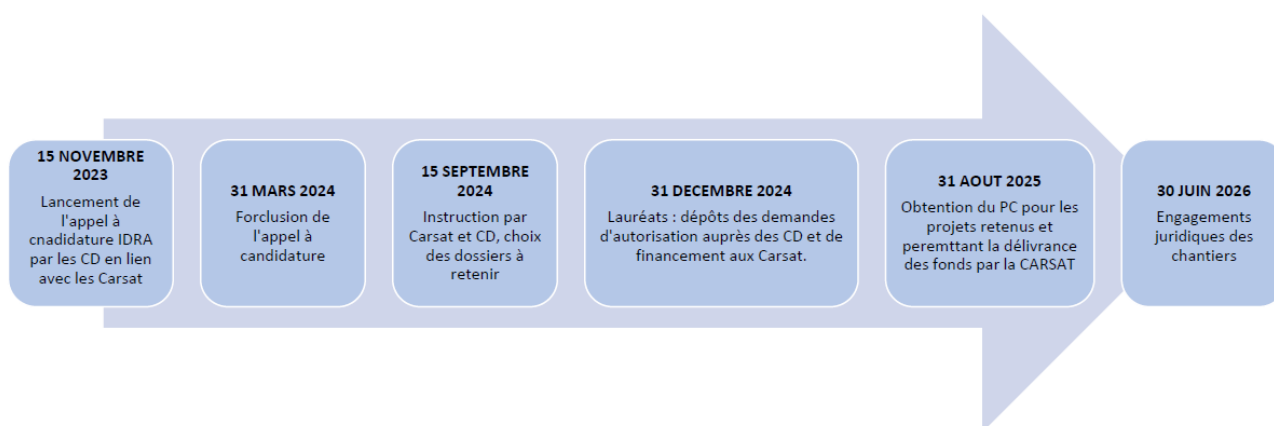 15 NOVEMBRE
2023
Lancement de
l'appel à
cnadidature IDRA
par les CD en lien
avec les Carsat
31 MARS 2024
Forclusion de
l'appel à
candidature
15 SEPTEMBRE
2024
Instruction par
Carsat et CD, choix
des dossiers à
retenir
31 DECEMBRE 2024
Lauréats : dépôts des demandes
d'autorisation auprès des CD et de
financement aux Carsat.
31 AOUT 2025
Obtention du PC pour les
projets retenus et
peremttant la délivrance
des fonds par la CARSAT
30 JUIN 2026
Engagements
juridiques des
chantiers